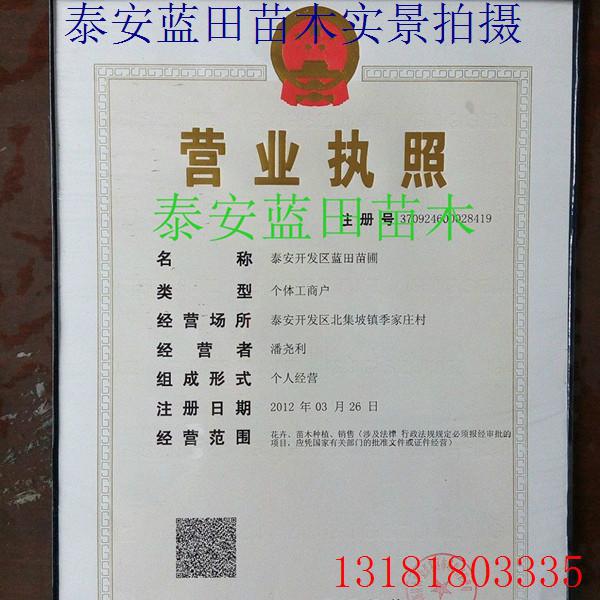 泰安蓝田苗木实景拍摄
营业执照
泰安蓝田苗木
注册号 370924600028419
名称 泰安开发区蓝田苗圃
类型 个体工商户
经营场所 泰安开发区北集坡镇季家庄村
经营者 潘尧利
组成形式 个人经营
注册日期 2012 年 03 月 26 日
经营范围 花卉、苗木种植、销售(涉及法律 行政法规规定必须报经审批的
项目，应凭国家有关部门的批准文件或证件经营)
13181803335